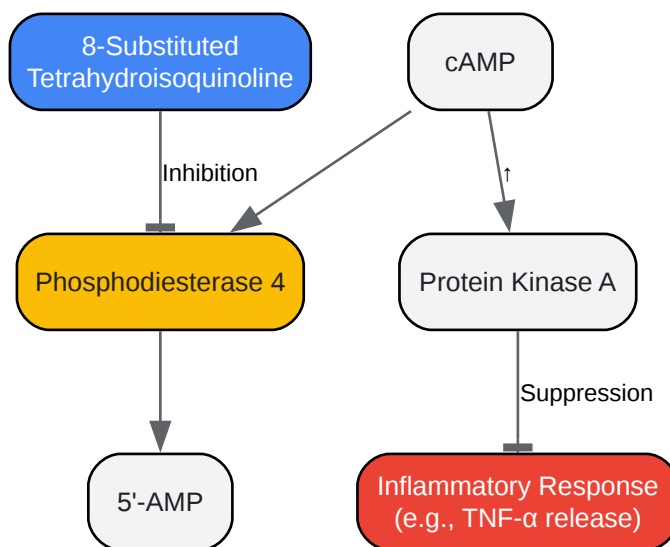 8-Substituted
Tetrahydroisoquinoline
cAMP
Inhibition
↑
Phosphodiesterase 4
Protein Kinase A
Suppression
5'-AMP
Inflammatory Response
(e.g., TNF-α release)